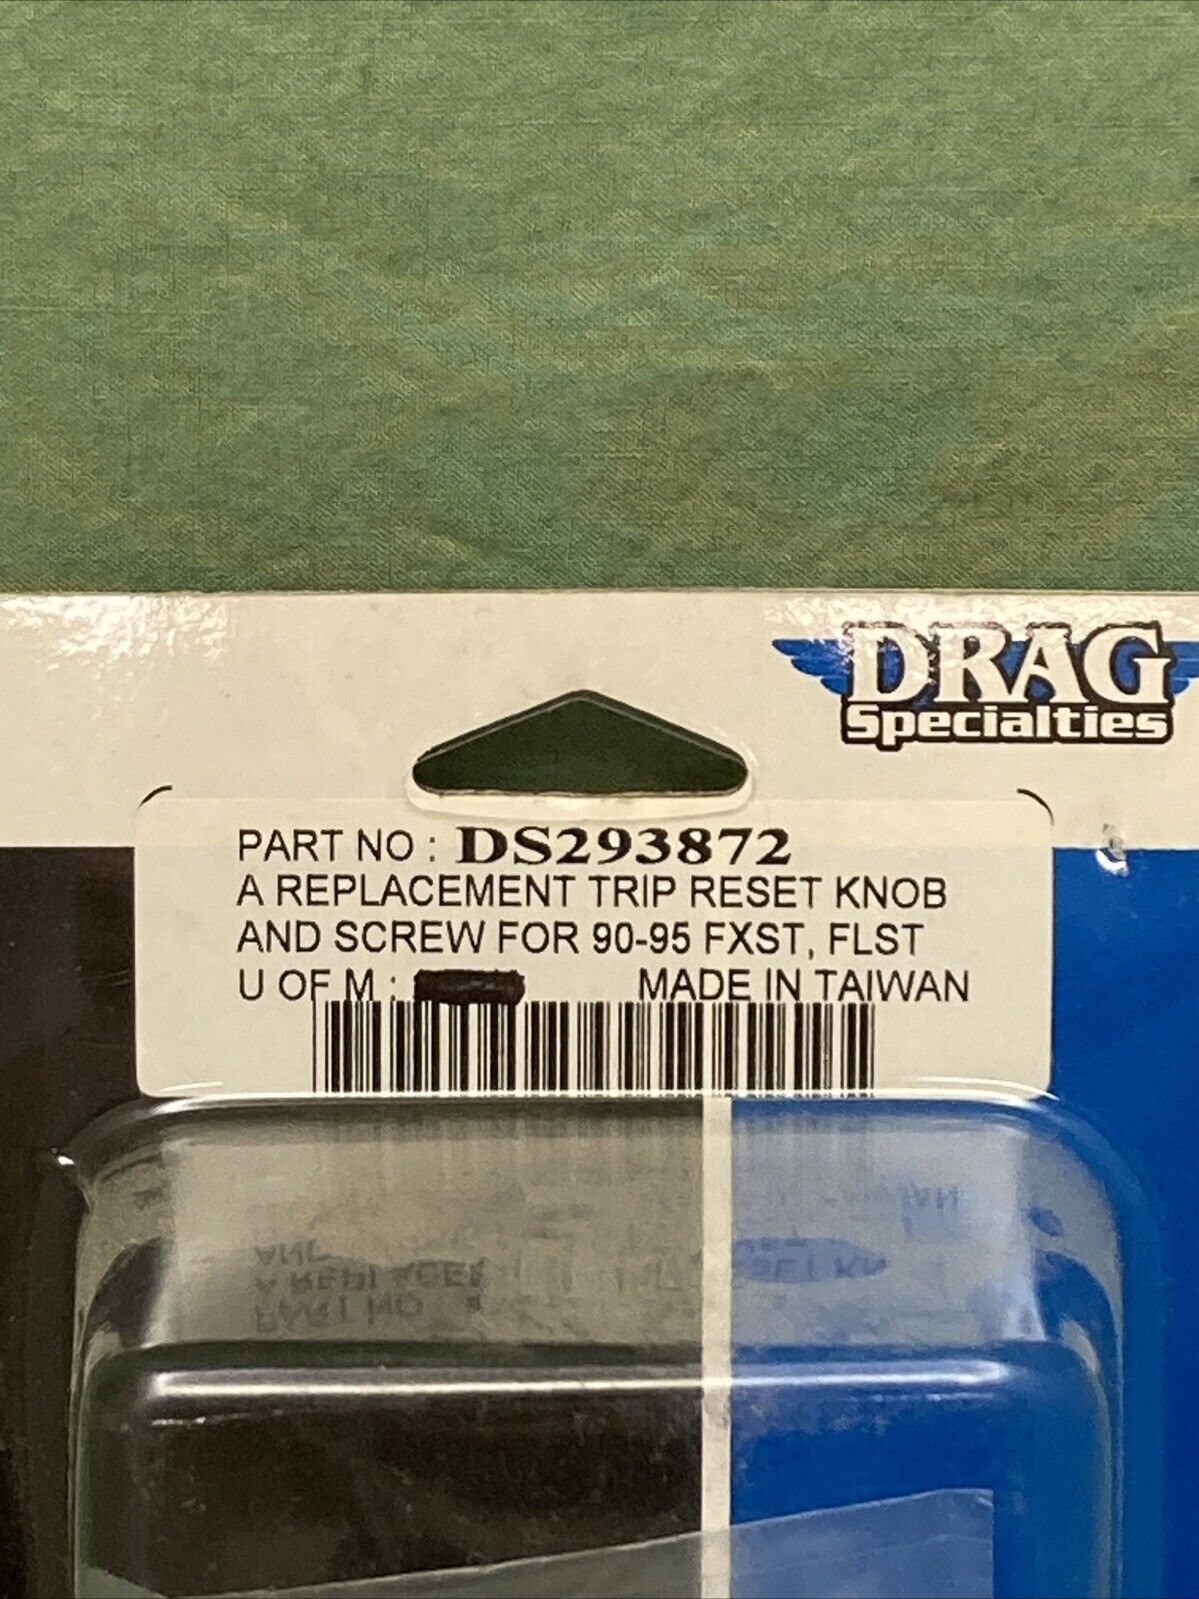 DRAG
Specialties
PART NO : DS293872
A REPLACEMENT TRIP RESET KNOB
AND SCREW FOR 90-95 FXST, FLST
U OF M : MADE IN TAIWAN